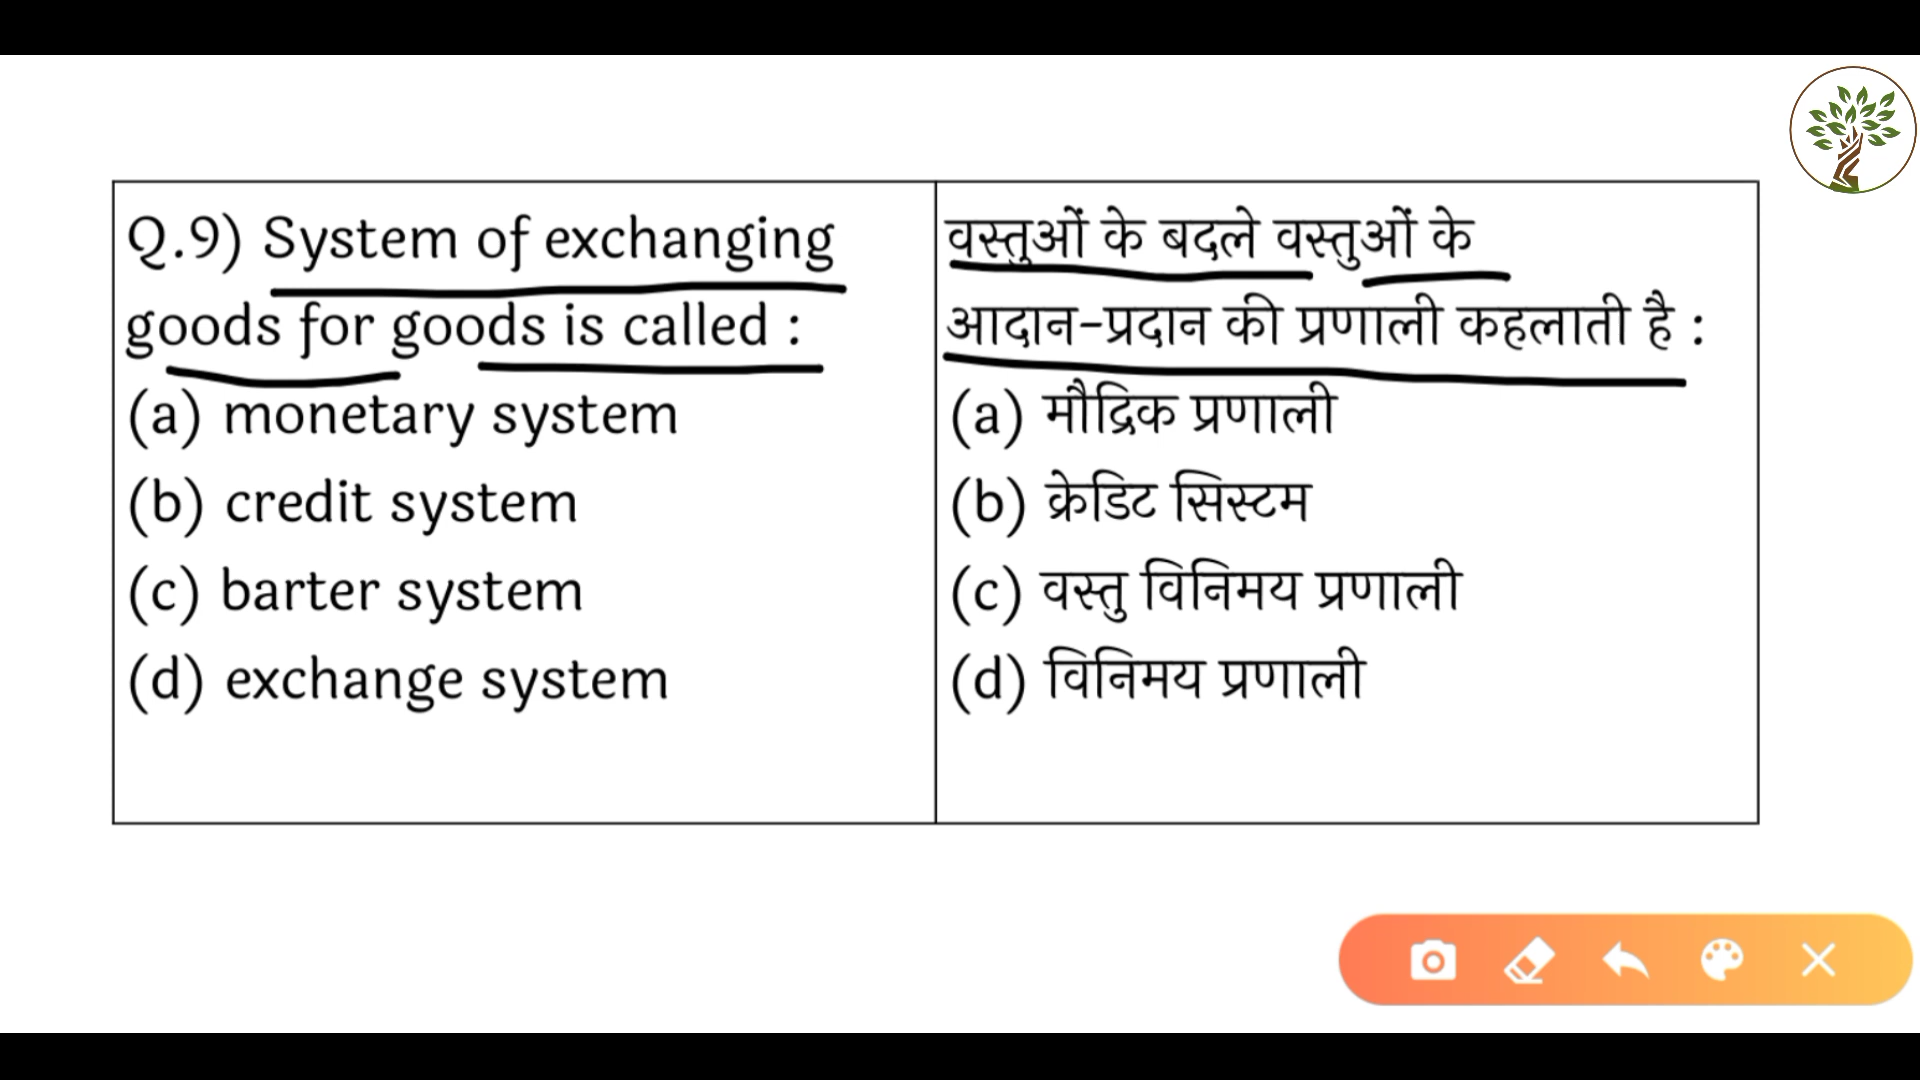 Q.9) System of exchanging
goods for goods is called :
(a) monetary system
(b) credit system
(c) barter system
(d) exchange system
वस्तुओं के बदले वस्तुओं के
आदान-प्रदान की प्रणाली कहलाती है :
(a) मौद्रिक प्रणाली
(b) क्रेडिट सिस्टम
(c) वस्तु विनिमय प्रणाली
(d) विनिमय प्रणाली